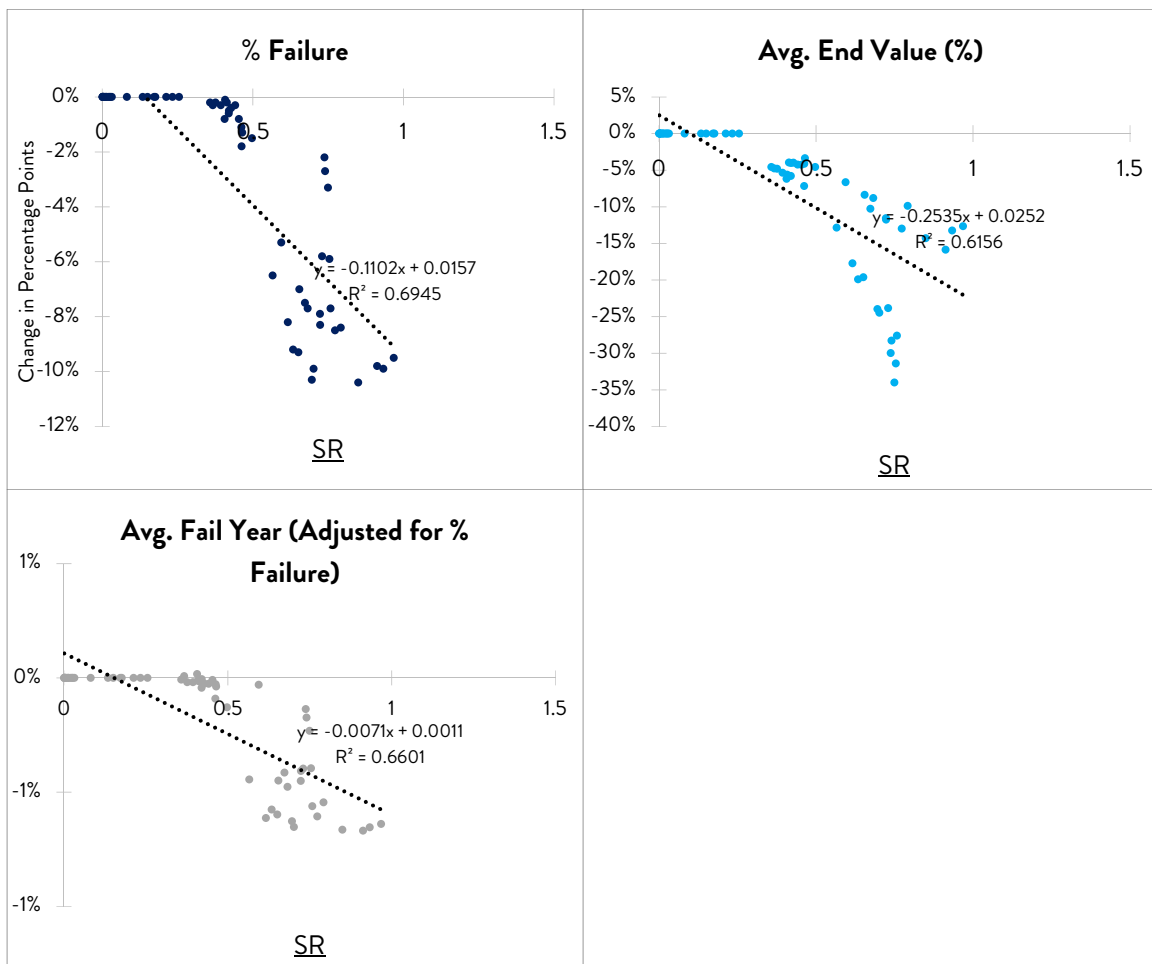 % Failure
Change in Percentage Points
0%
-2%
-4%
-6%
-8%
-10%
-12%
0
0.5
1
1.5
y = -0.1102x + 0.0157
R² = 0.6945
SR
Avg. End Value (%)
5%
0%
-5%
-10%
-15%
-20%
-25%
-30%
-35%
-40%
0
0.5
1
1.5
y = -0.2535x + 0.0252
R² = 0.6156
SR
Avg. Fail Year (Adjusted for %
Failure)
1%
0%
-1%
-1%
0
0.5
1
1.5
y = -0.0071x + 0.0011
R² = 0.6601
SR